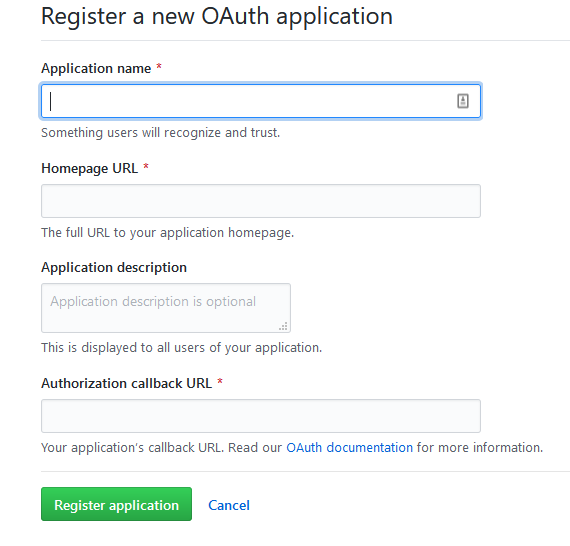 Register a new OAuth application
Application name *
Something users will recognize and trust.
Homepage URL *
The full URL to your application homepage.
Application description
Application description is optional
This is displayed to all users of your application.
Authorization callback URL *
Your application's callback URL. Read our OAuth documentation for more information.
Register application Cancel